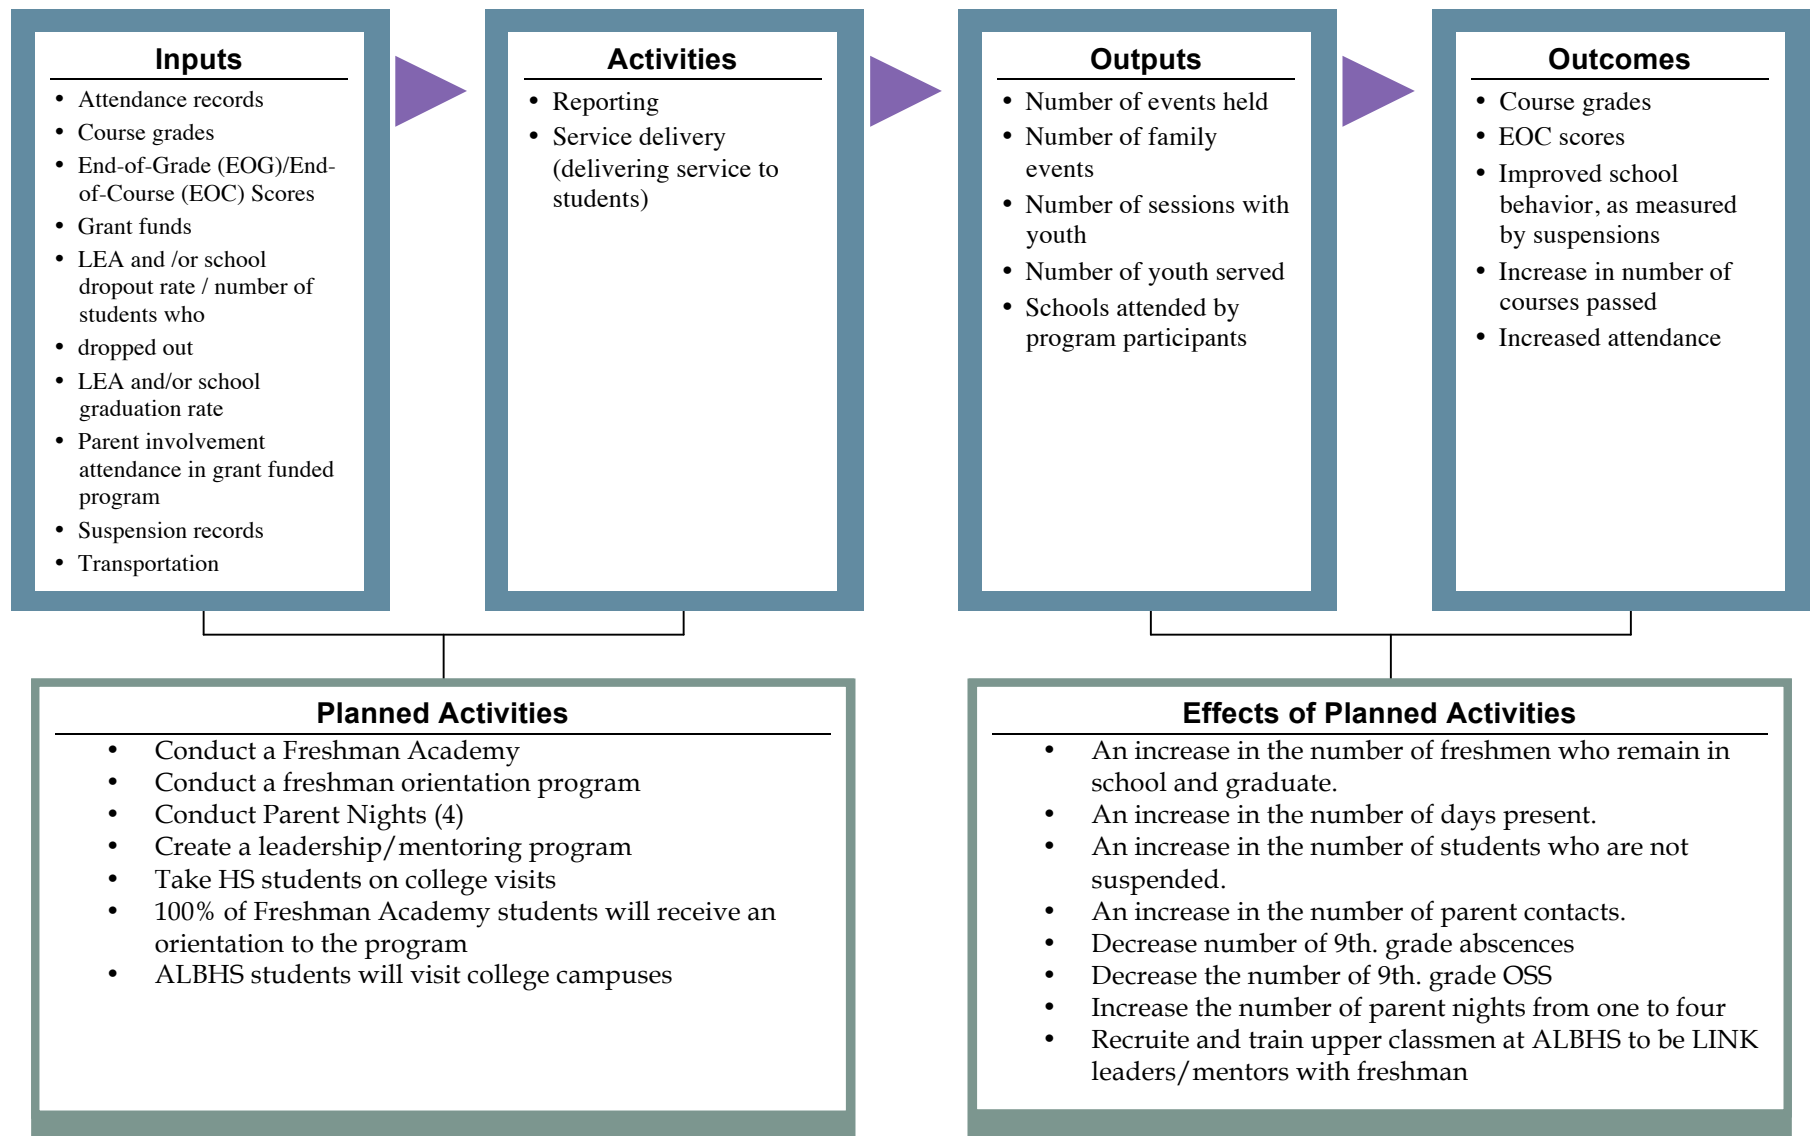 Inputs
• Attendance records
• Course grades
• End-of-Grade (EOG)/End-
of-Course (EOC) Scores
• Grant funds
• LEA and /or school
dropout rate / number of
students who
• dropped out
• LEA and/or school
graduation rate
• Parent involvement
attendance in grant funded
program
• Suspension records
• Transportation
Activities
• Reporting
• Service delivery
(delivering service to
students)
Outputs
• Number of events held
• Number of family
events
• Number of sessions with
youth
• Number of youth served
• Schools attended by
program participants
Outcomes
• Course grades
• EOC scores
• Improved school
behavior, as measured
by suspensions
• Increase in number of
courses passed
• Increased attendance
Planned Activities
• Conduct a Freshman Academy
• Conduct a freshman orientation program
• Conduct Parent Nights (4)
• Create a leadership/mentoring program
• Take HS students on college visits
• 100% of Freshman Academy students will receive an
orientation to the program
• ALBHS students will visit college campuses
Effects of Planned Activities
• An increase in the number of freshmen who remain in
school and graduate.
• An increase in the number of days present.
• An increase in the number of students who are not
suspended.
• An increase in the number of parent contacts.
• Decrease number of 9th. grade abscences
• Decrease the number of 9th. grade OSS
• Increase the number of parent nights from one to four
• Recruite and train upper classmen at ALBHS to be LINK
leaders/mentors with freshman